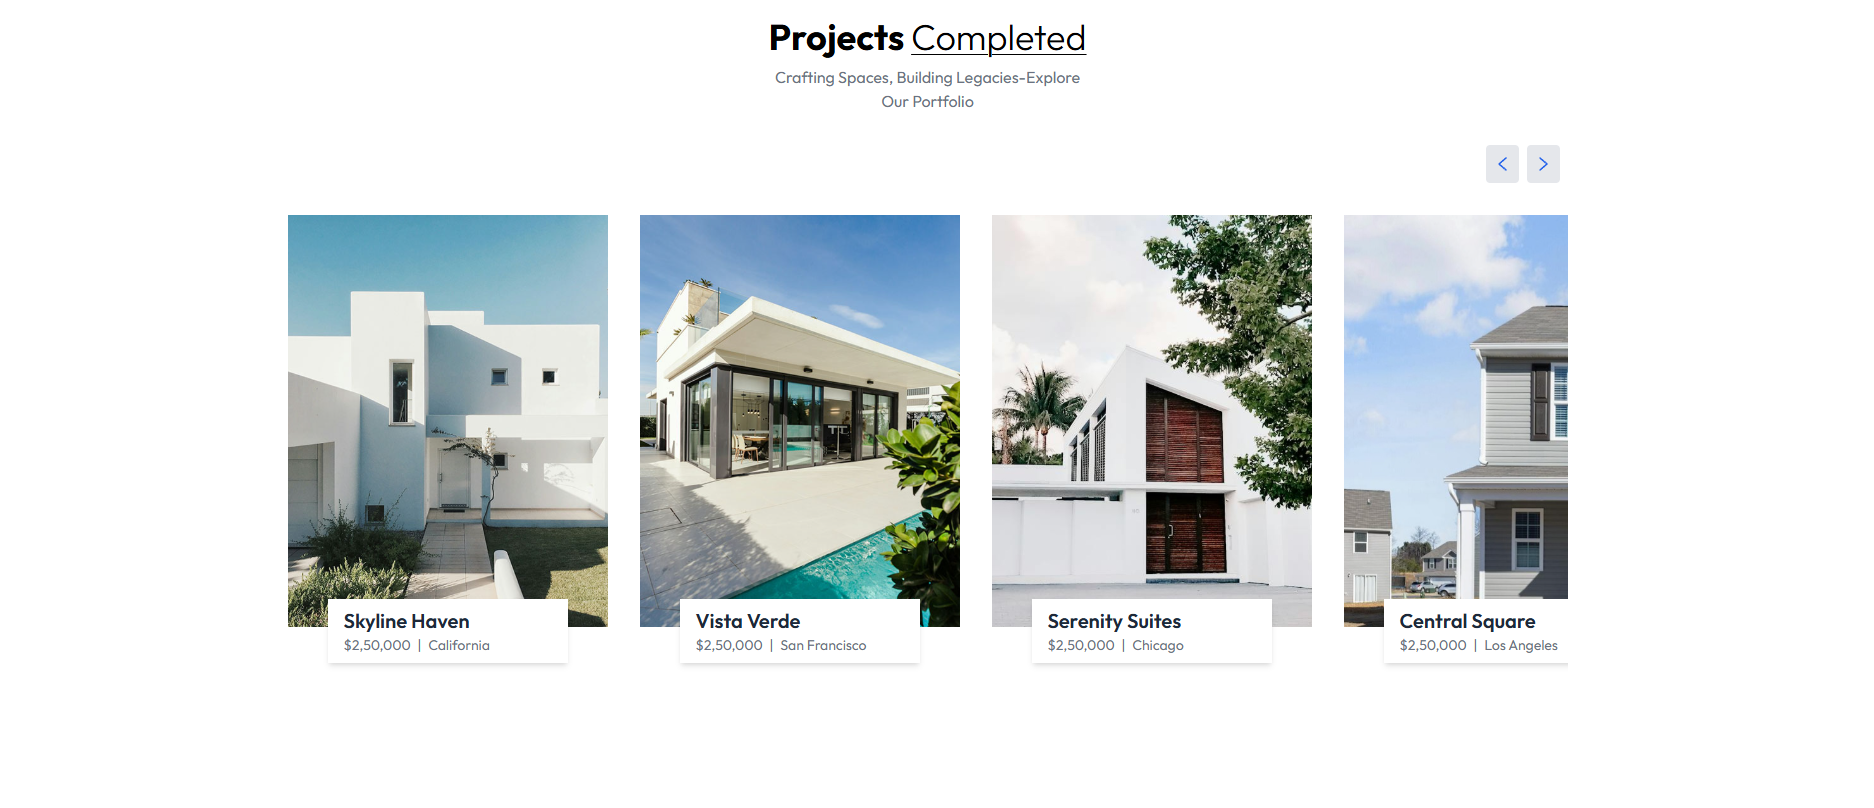 Projects Completed
Crafting Spaces, Building Legacies-Explore
Our Portfolio
Skyline Haven
$2,50,000 | California
Vista Verde
$2,50,000 | San Francisco
Serenity Suites
$2,50,000 | Chicago
Central Square
$2,50,000 | Los Angeles